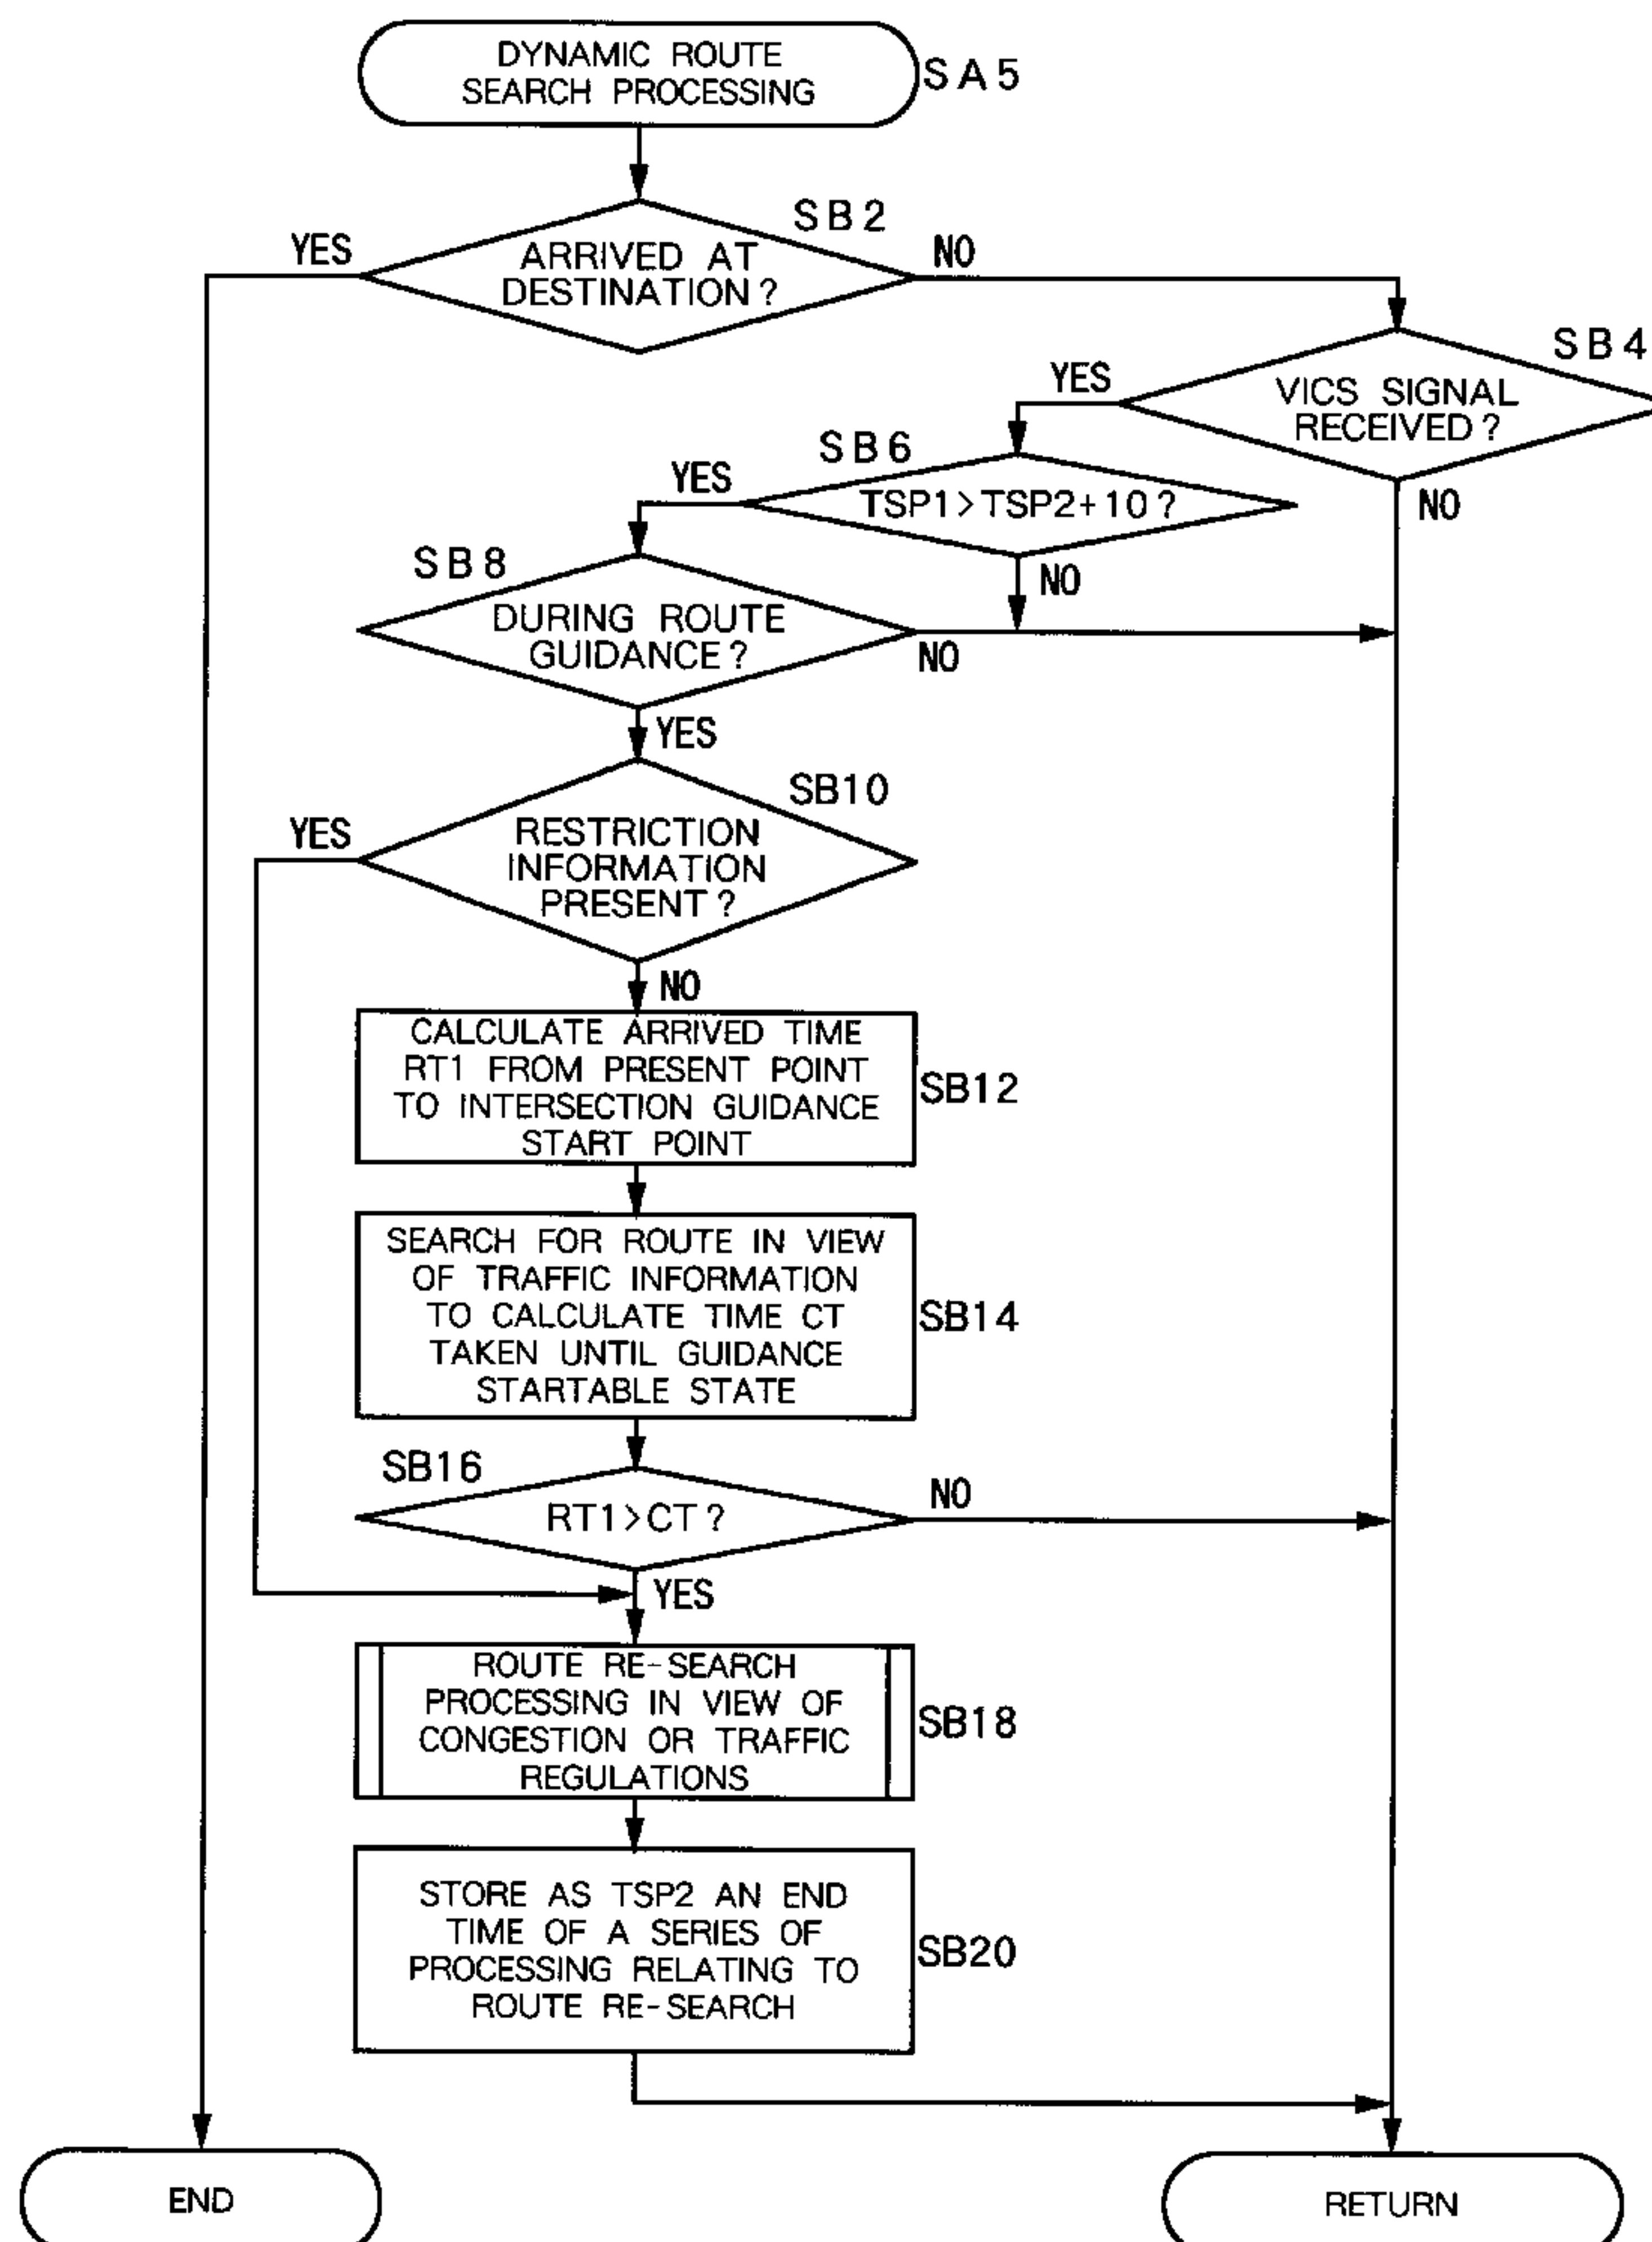 DYNAMIC ROUTE
SEARCH PROCESSING
SA5
SB2
YES
ARRIVED AT
DESTINATION?
NO
SB4
YES
VICS SIGNAL
RECEIVED?
NO
SB6
YES
TSP1>TSP2+10?
NO
SB8
DURING ROUTE
GUIDANCE?
NO
YES
SB10
YES
RESTRICTION
INFORMATION
PRESENT?
NO
CALCULATE ARRIVED TIME
RT1 FROM PRESENT POINT
TO INTERSECTION GUIDANCE
START POINT
SB12
SEARCH FOR ROUTE IN VIEW
OF TRAFFIC INFORMATION
TO CALCULATE TIME CT
TAKEN UNTIL GUIDANCE
STARTABLE STATE
SB14
SB16
RT1>CT?
NO
YES
ROUTE RE-SEARCH
PROCESSING IN VIEW OF
CONGESTION OR TRAFFIC
REGULATIONS
SB18
STORE AS TSP2 AN END
TIME OF A SERIES OF
PROCESSING RELATING TO
ROUTE RE-SEARCH
SB20
END
RETURN